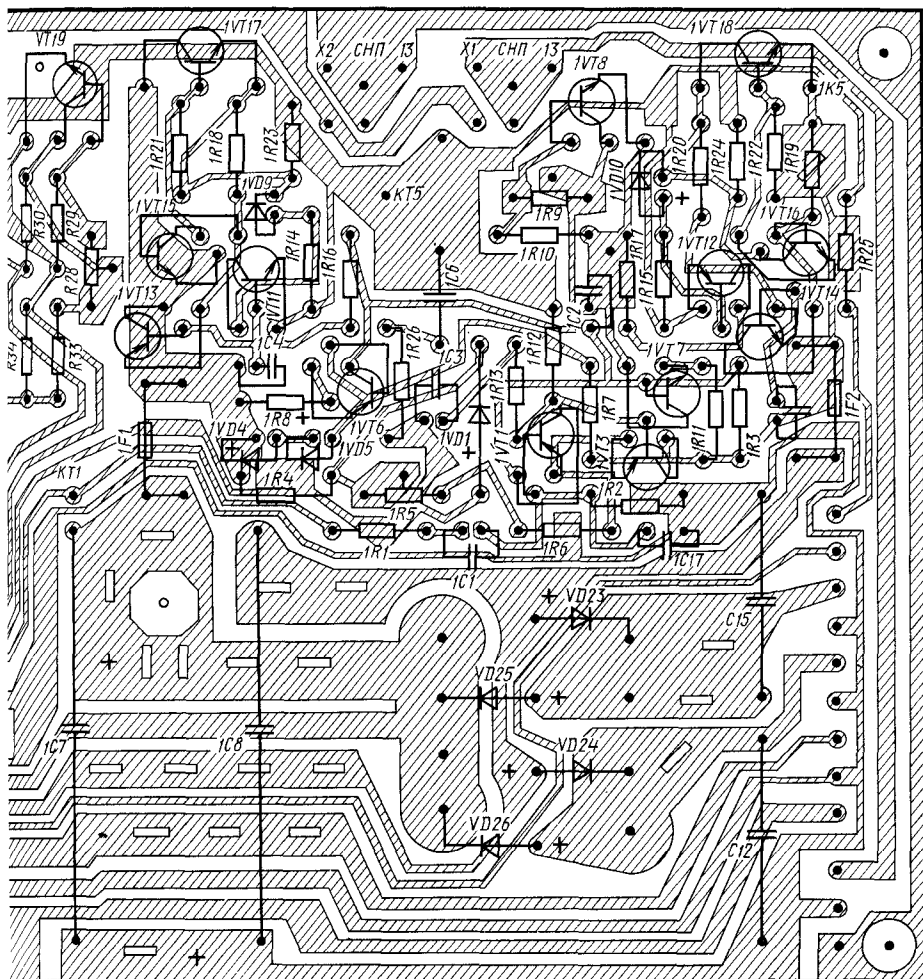 VT19
1VT17
X2 СНП 13
X1 СНП 13
1VT8
1VT18
1K5
1R21
1R18
1R23
1VD9
KT5
1R9
1R10
1VD10
1R20
1R24
1R22
1R19
+
R30
R29
R28
1VT15
1VT11
1R14
1R16
1C6
1C2
1R17
1R15
1VT12
1VT16
1R25
1VT13
1VT14
R34
R33
1C4
1R26
1C3
1R13
1R12
1VT7
1F1
1R8
+
1VT6
1VD1
+
1R7
1R11
1R3
1F2
1VD4
1VD5
1VT1
1VT3
KT1
1R4
1R5
1R2
1R1
1C1
1R6
1C17
+
VD23
C15
+
VD25
+
1C7
1C8
+
VD24
VD26
+
C12
+